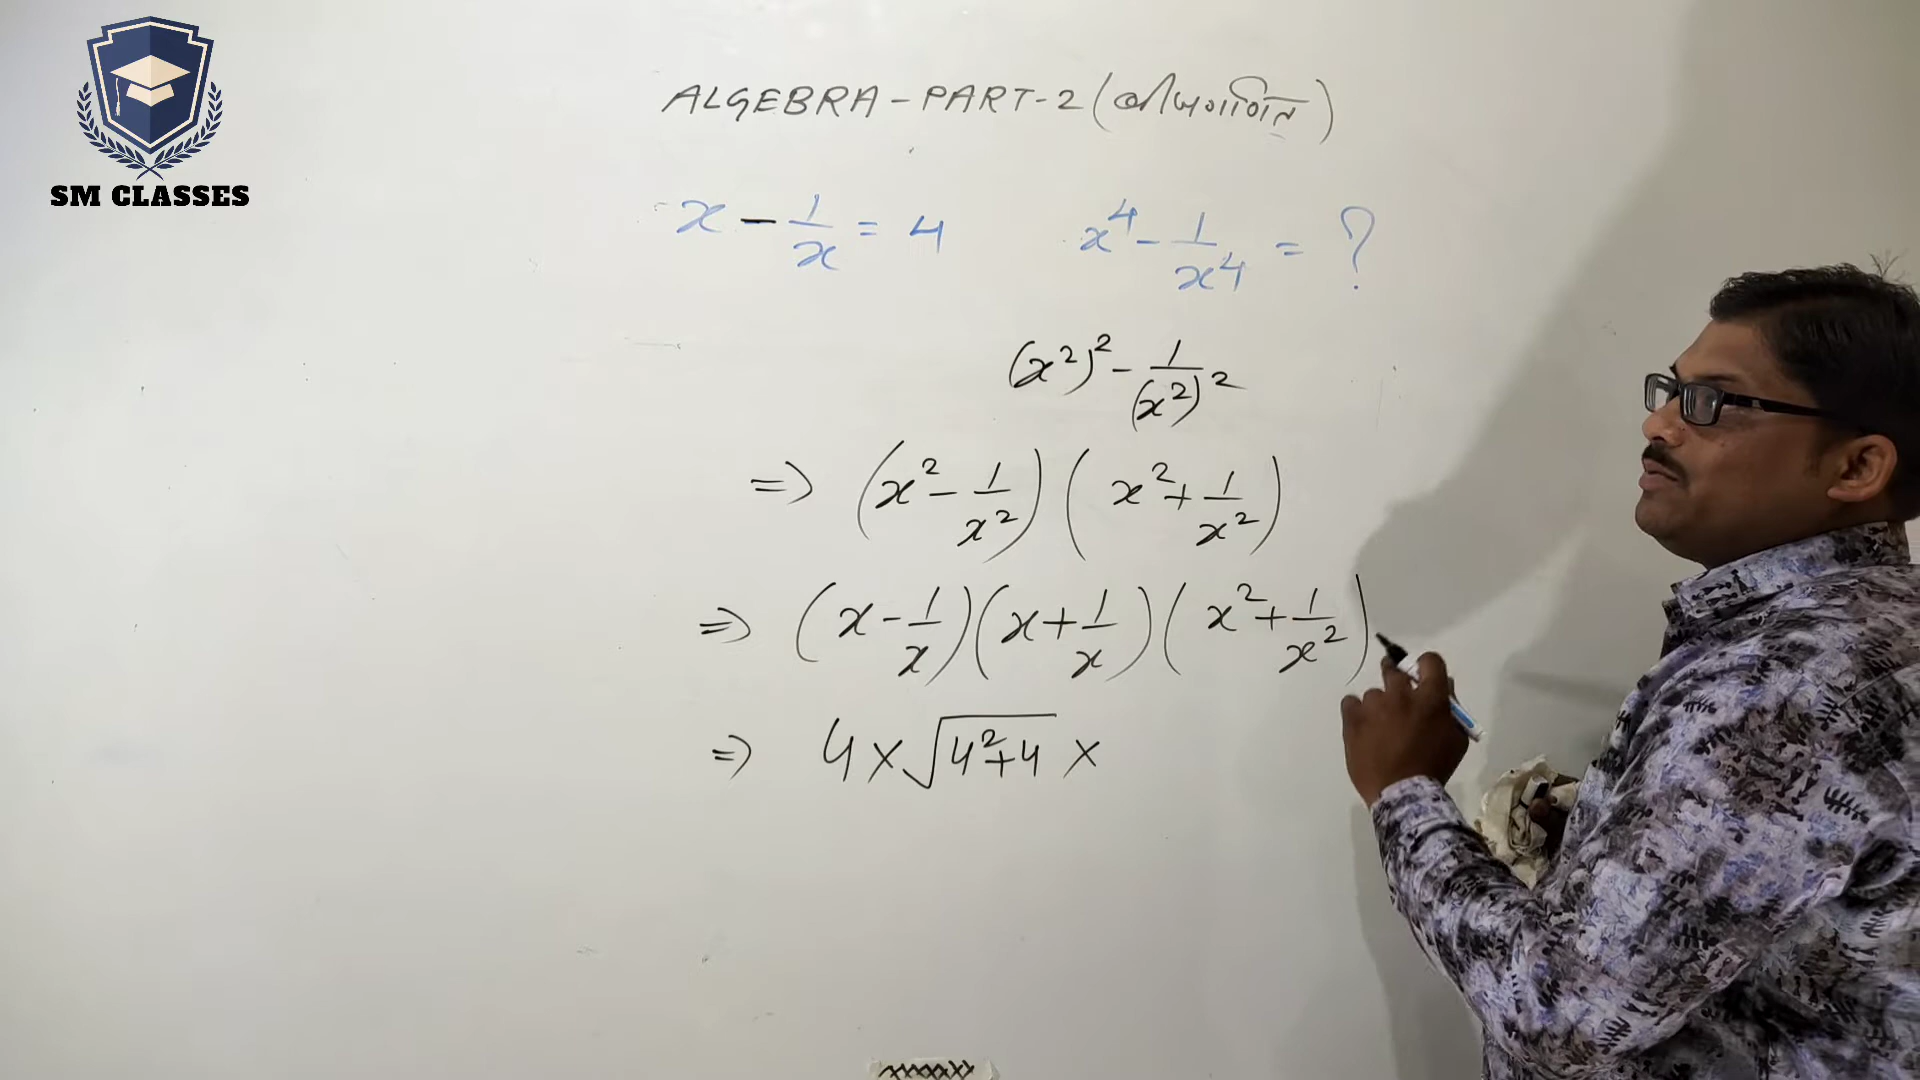 SM CLASSES
ALGEBRA - PART-2 (বীজগাণিত)
x - 1/x = 4    x⁴ - 1/x⁴ = ?
(x²)² - 1/(x²)²
=> (x² - 1/x²) (x² + 1/x²)
=> (x - 1/x) (x + 1/x) (x² + 1/x²)
=> 4 × √(4²+4) ×